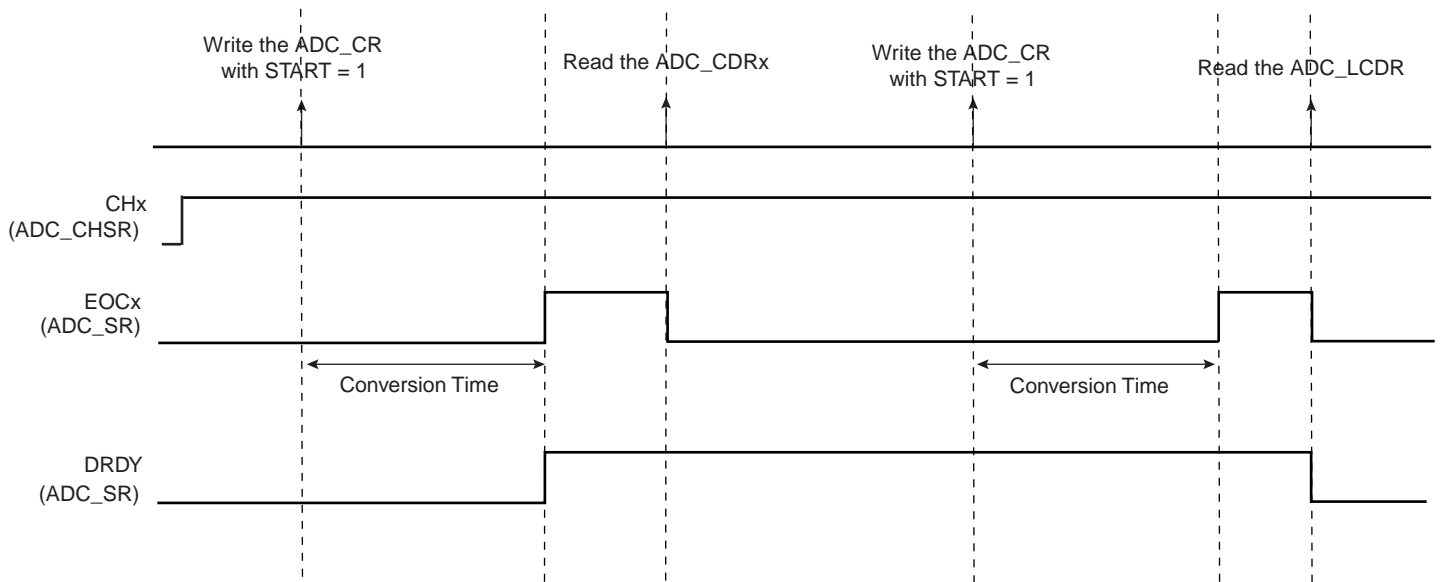 Write the ADC_CR
with START = 1
Read the ADC_CDRx
Write the ADC_CR
with START = 1
Read the ADC_LCDR
CHx
(ADC_CHSR)
EOCx
(ADC_SR)
Conversion Time
Conversion Time
DRDY
(ADC_SR)